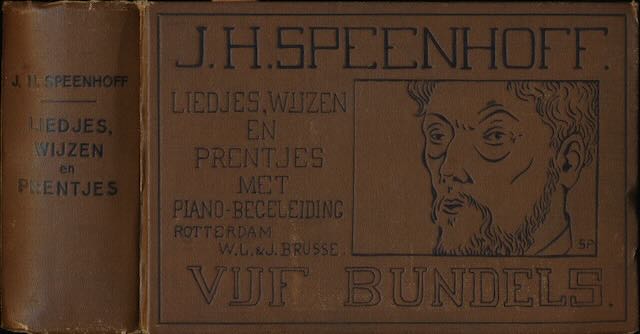 J. H. SPEENHOFF
LIEDJES,
WIJZEN
en
PRENTJES
J.H.SPEENHOFF.
LIEDJES, WIJZEN
EN
PRENTJES
MET
PIANO-BEGELEIDING
ROTTERDAM
W. L. & J. BRUSSE.
SP
VIJF BUNDELS.